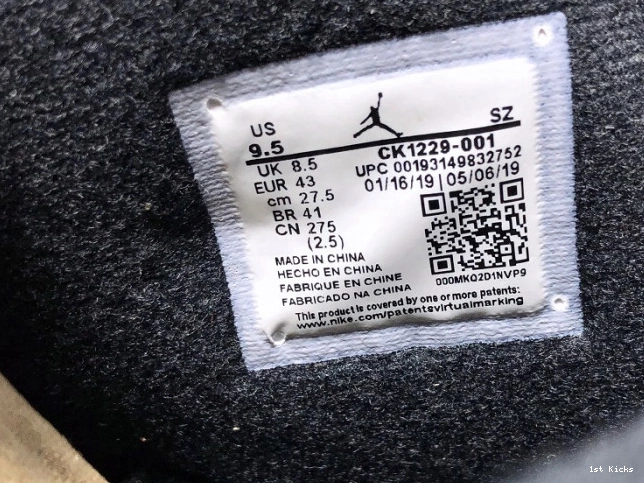 US
9.5
SZ
CK1229-001
UPC 00193149832752
01/16/19 | 05/06/19
UK 8.5
EUR 43
cm 27.5
BR 41
CN 275
(2.5)
MADE IN CHINA
HECHO EN CHINA
FABRIQUE EN CHINE
FABRICADO NA CHINA
000MKQ2D1NVP9
This product is covered by one or more patents:
www.nike.com/patentsvirtualmarking
1st Kicks